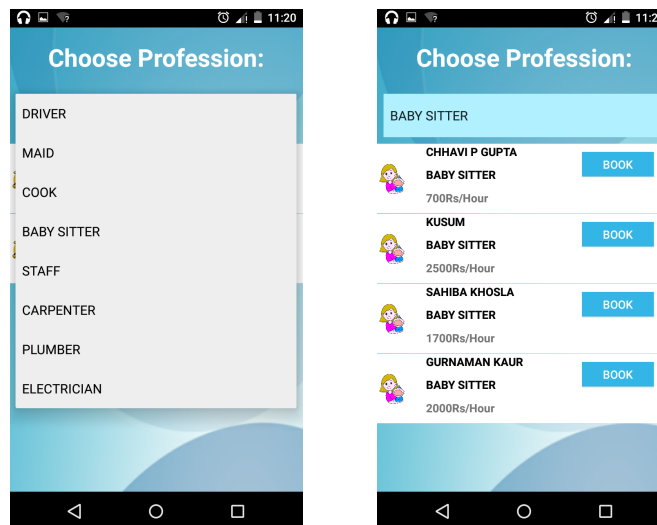 11:20
Choose Profession:
DRIVER
MAID
COOK
BABY SITTER
STAFF
CARPENTER
PLUMBER
ELECTRICIAN
11:2
Choose Profession:
BABY SITTER
CHHAVI P GUPTA
BABY SITTER
700Rs/Hour
BOOK
KUSUM
BABY SITTER
2500Rs/Hour
BOOK
SAHIBA KHOSLA
BABY SITTER
1700Rs/Hour
BOOK
GURNAMAN KAUR
BABY SITTER
2000Rs/Hour
BOOK